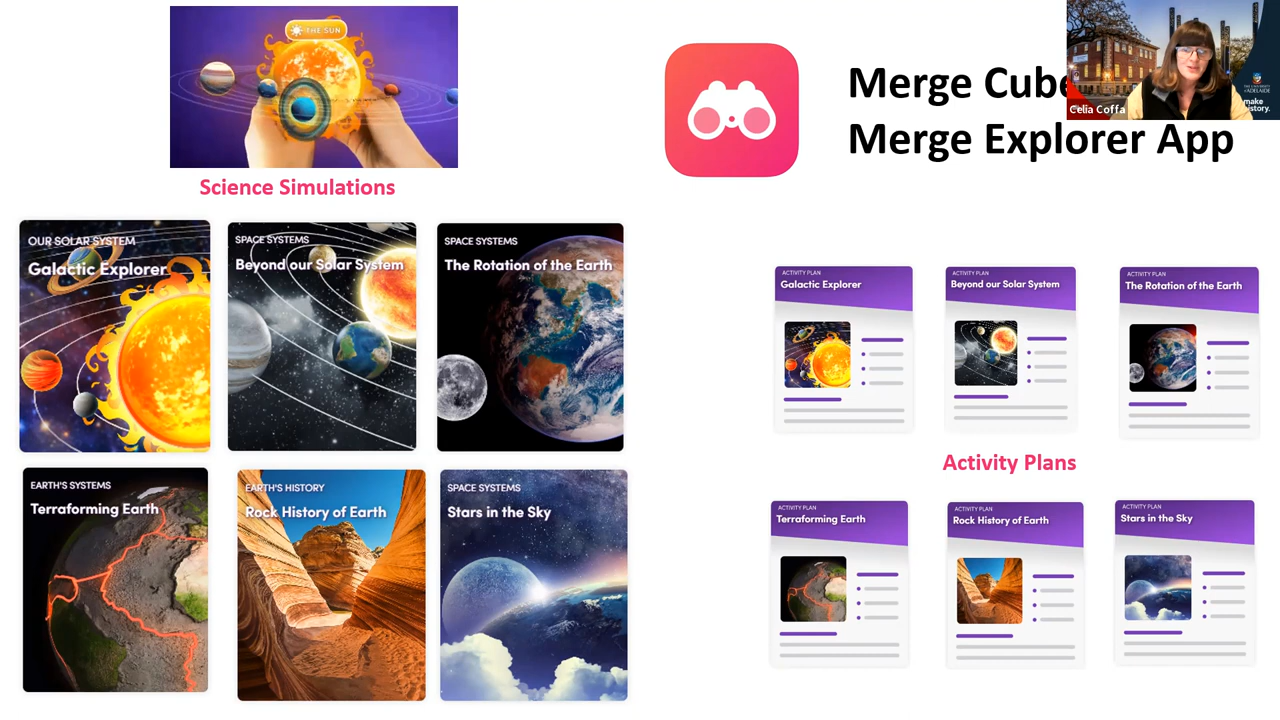 THE SUN
Science Simulations
OUR SOLAR SYSTEM
Galactic Explorer
SPACE SYSTEMS
Beyond our Solar System
SPACE SYSTEMS
The Rotation of the Earth
EARTH'S SYSTEMS
Terraforming Earth
EARTH'S HISTORY
Rock History of Earth
SPACE SYSTEMS
Stars in the Sky
Merge Cube
Merge Explorer App
Celia Coffa
make
history.
ACTIVITY PLAN
Galactic Explorer
ACTIVITY PLAN
Beyond our Solar System
ACTIVITY PLAN
The Rotation of the Earth
Activity Plans
ACTIVITY PLAN
Terraforming Earth
ACTIVITY PLAN
Rock History of Earth
ACTIVITY PLAN
Stars in the Sky